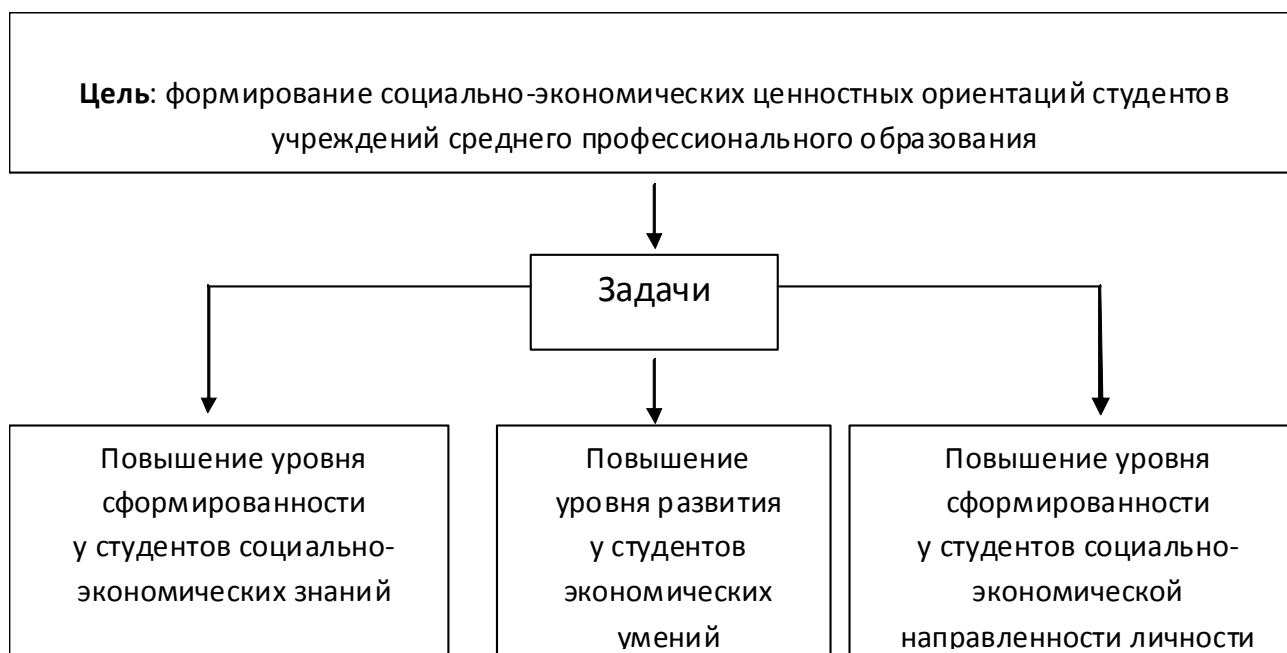 Цель: формирование социально-экономических ценностных ориентаций студентов
учреждений среднего профессионального образования
Задачи
Повышение уровня
сформированности
у студентов социально-
экономических знаний
Повышение
уровня развития
у студентов
экономических
умений
Повышение уровня
сформированности
у студентов социально-
экономической
направленности личности